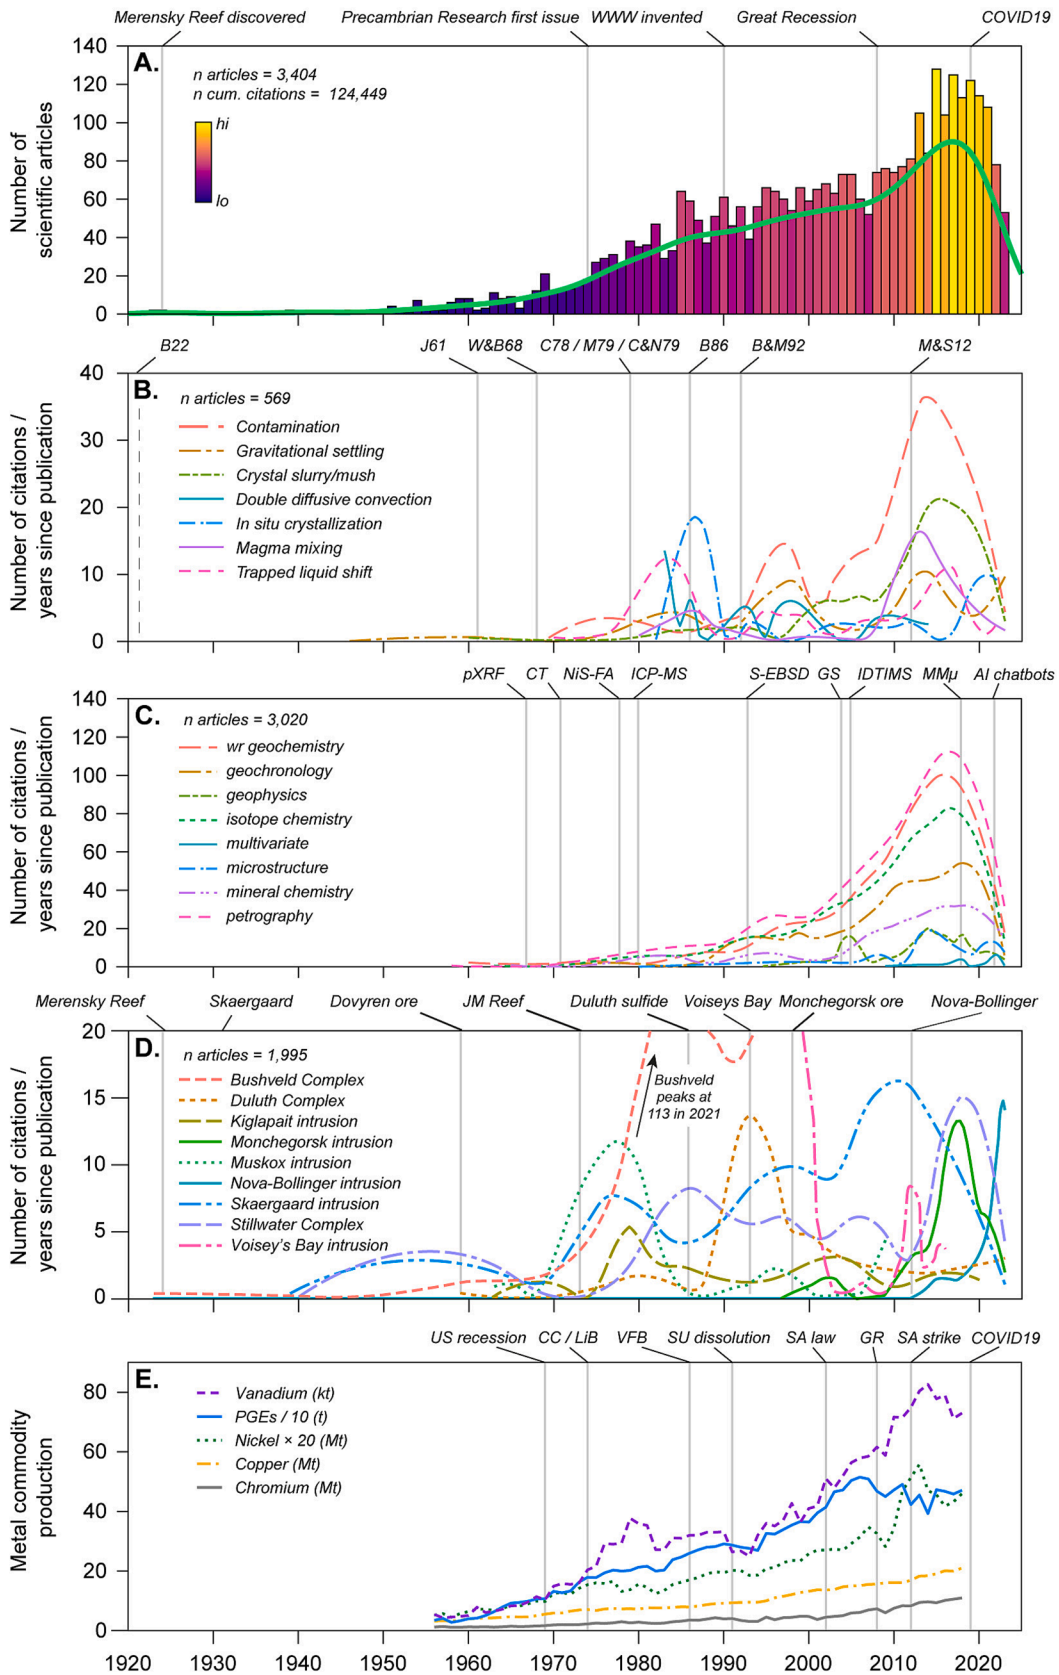 Merensky Reef discovered
Precambrian Research first issue
WWW invented
Great Recession
COVID19
A.
n articles = 3,404
n cum. citations = 124,449
hi
lo
Number of
scientific articles
140
120
100
80
60
40
20
0
B22
J61
W&B68
C78 / M79 / C&N79
B86
B&M92
M&S12
B.
n articles = 569
Contamination
Gravitational settling
Crystal slurry/mush
Double diffusive convection
In situ crystallization
Magma mixing
Trapped liquid shift
Number of citations /
years since publication
40
30
20
10
0
pXRF
CT
NiS-FA
ICP-MS
S-EBSD
GS
IDTIMS
MMµ
AI chatbots
C.
n articles = 3,020
wr geochemistry
geochronology
geophysics
isotope chemistry
multivariate
microstructure
mineral chemistry
petrography
Number of citations /
years since publication
140
120
100
80
60
40
20
0
Merensky Reef
Skaergaard
Dovyren ore
JM Reef
Duluth sulfide
Voiseys Bay
Monchegorsk ore
Nova-Bollinger
D.
n articles = 1,995
Bushveld Complex
Duluth Complex
Kiglapait intrusion
Monchegorsk intrusion
Muskox intrusion
Nova-Bollinger intrusion
Skaergaard intrusion
Stillwater Complex
Voisey's Bay intrusion
Bushveld
peaks at
113 in 2021
Number of citations /
years since publication
20
15
10
5
0
US recession
CC / LiB
VFB
SU dissolution
SA law
GR
SA strike
COVID19
E.
Vanadium (kt)
PGEs / 10 (t)
Nickel × 20 (Mt)
Copper (Mt)
Chromium (Mt)
Metal commodity
production
80
60
40
20
0
1920
1930
1940
1950
1960
1970
1980
1990
2000
2010
2020